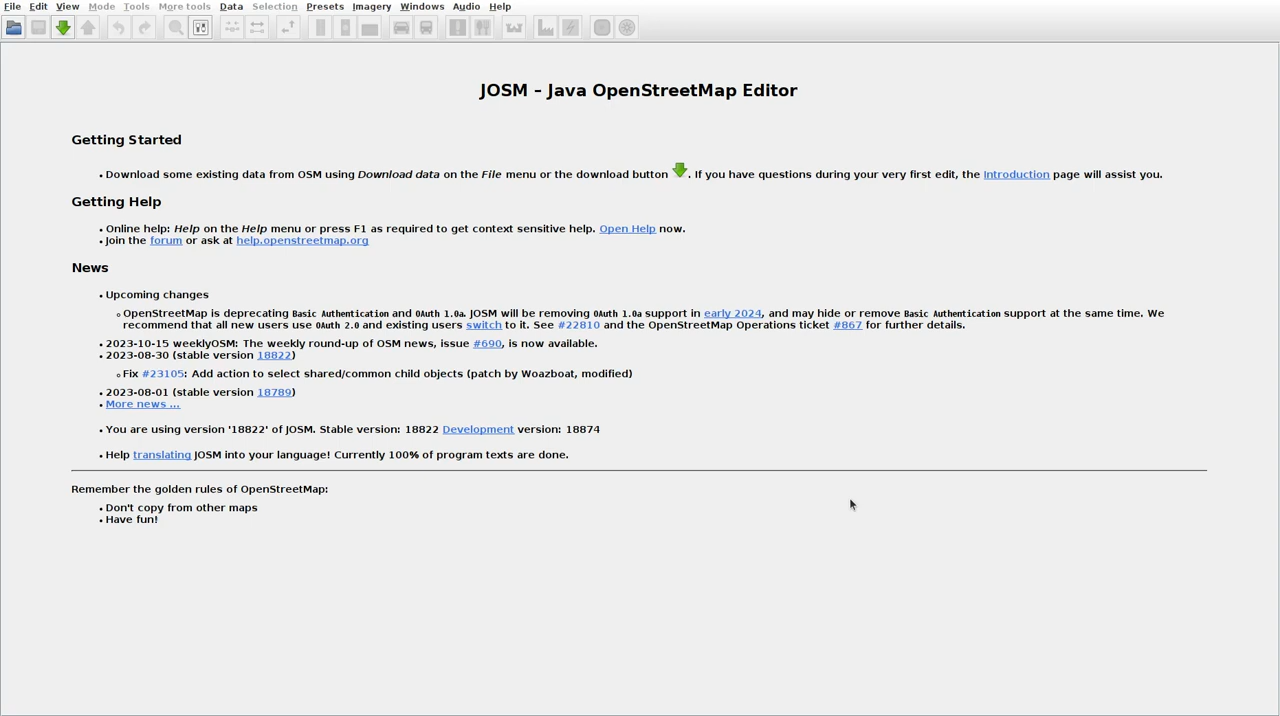 File Edit View Mode Tools More tools Data Selection Presets Imagery Windows Audio Help
JOSM – Java OpenStreetMap Editor
Getting Started
Download some existing data from OSM using Download data on the File menu or the download button . If you have questions during your very first edit, the Introduction page will assist you.
Getting Help
Online help: Help on the Help menu or press F1 as required to get context sensitive help. Open Help now.
Join the forum or ask at help.openstreetmap.org
News
Upcoming changes
OpenStreetMap is deprecating Basic Authentication and OAuth 1.0a. JOSM will be removing OAuth 1.0a support in early 2024, and may hide or remove Basic Authentication support at the same time. We
recommend that all new users use OAuth 2.0 and existing users switch to it. See #22810 and the OpenStreetMap Operations ticket #867 for further details.
2023-10-15 weeklyOSM: The weekly round-up of OSM news, issue #690, is now available.
2023-08-30 (stable version 18822)
Fix #23105: Add action to select shared/common child objects (patch by Woazboat, modified)
2023-08-01 (stable version 18789)
More news ...
You are using version '18822' of JOSM. Stable version: 18822 Development version: 18874
Help translating JOSM into your language! Currently 100% of program texts are done.
Remember the golden rules of OpenStreetMap:
Don't copy from other maps
Have fun!